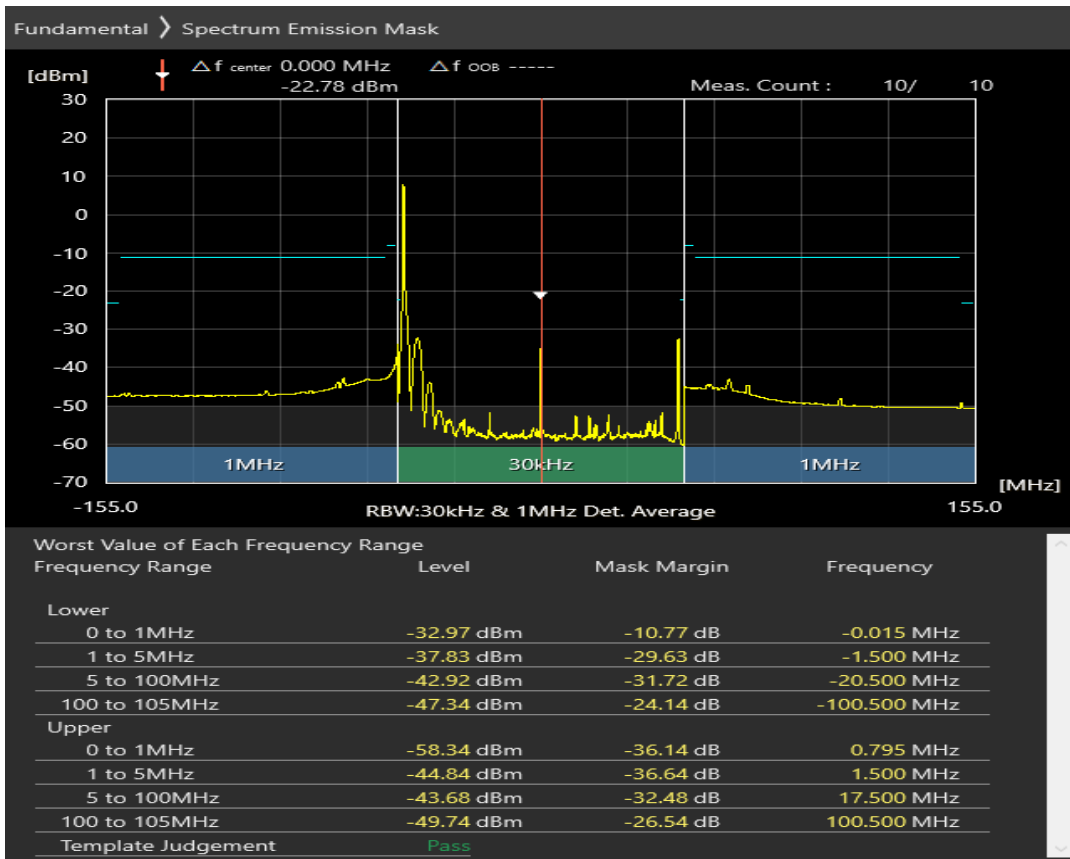 Fundamental ❯ Spectrum Emission Mask
△f center 0.000 MHz △f OOB -----
[dBm] -22.78 dBm Meas. Count : 10/ 10
30
20
10
0
-10
-20
-30
-40
-50
-60
1MHz 30kHz 1MHz
-70 [MHz]
-155.0 RBW:30kHz & 1MHz Det. Average 155.0
Worst Value of Each Frequency Range
Frequency Range Level Mask Margin Frequency
Lower
0 to 1MHz -32.97 dBm -10.77 dB -0.015 MHz
1 to 5MHz -37.83 dBm -29.63 dB -1.500 MHz
5 to 100MHz -42.92 dBm -31.72 dB -20.500 MHz
100 to 105MHz -47.34 dBm -24.14 dB -100.500 MHz
Upper
0 to 1MHz -58.34 dBm -36.14 dB 0.795 MHz
1 to 5MHz -44.84 dBm -36.64 dB 1.500 MHz
5 to 100MHz -43.68 dBm -32.48 dB 17.500 MHz
100 to 105MHz -49.74 dBm -26.54 dB 100.500 MHz
Template Judgement Pass